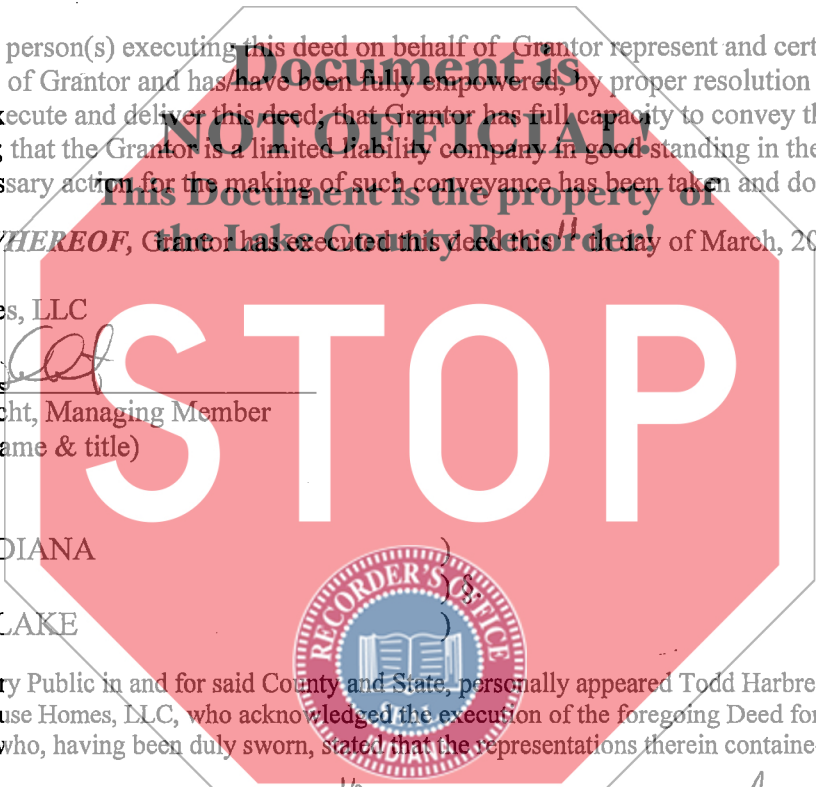 person(s) executing this deed on behalf of Grantor represent and cert
Document is
of Grantor and has/have been fully empowered, by proper resolution
ecute and deliver this deed; that Grantor has full capacity to convey th
NOT OFFICIAL!
; that the Grantor is a limited liability company in good standing in the
ssary action for the making of such conveyance has been taken and do
This Document is the property of
the Lake County Recorder!
HEREOF, Grantor has executed this deed this 11 th day of March, 20
es, LLC
STOP
cht, Managing Member
ame & title)
DIANA )
) §.
LAKE )
RECORDER'S OFFICE
INDIANA
ry Public in and for said County and State, personally appeared Todd Harbre
use Homes, LLC, who acknowledged the execution of the foregoing Deed for
who, having been duly sworn, stated that the representations therein containe